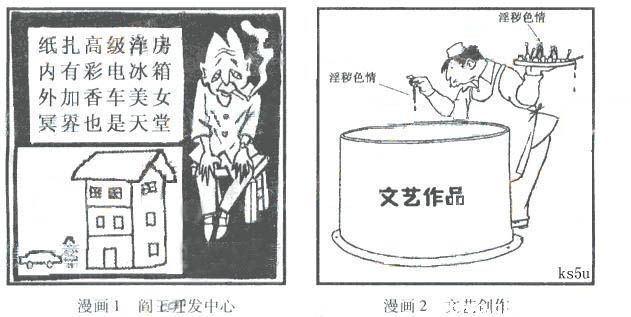 纸扎高级洋房
内有彩电冰箱
外加香车美女
冥界也是天堂
漫画1 阎王开发中心
淫秽色情
淫秽色情
文艺作品
ks5u
漫画2 文艺创作